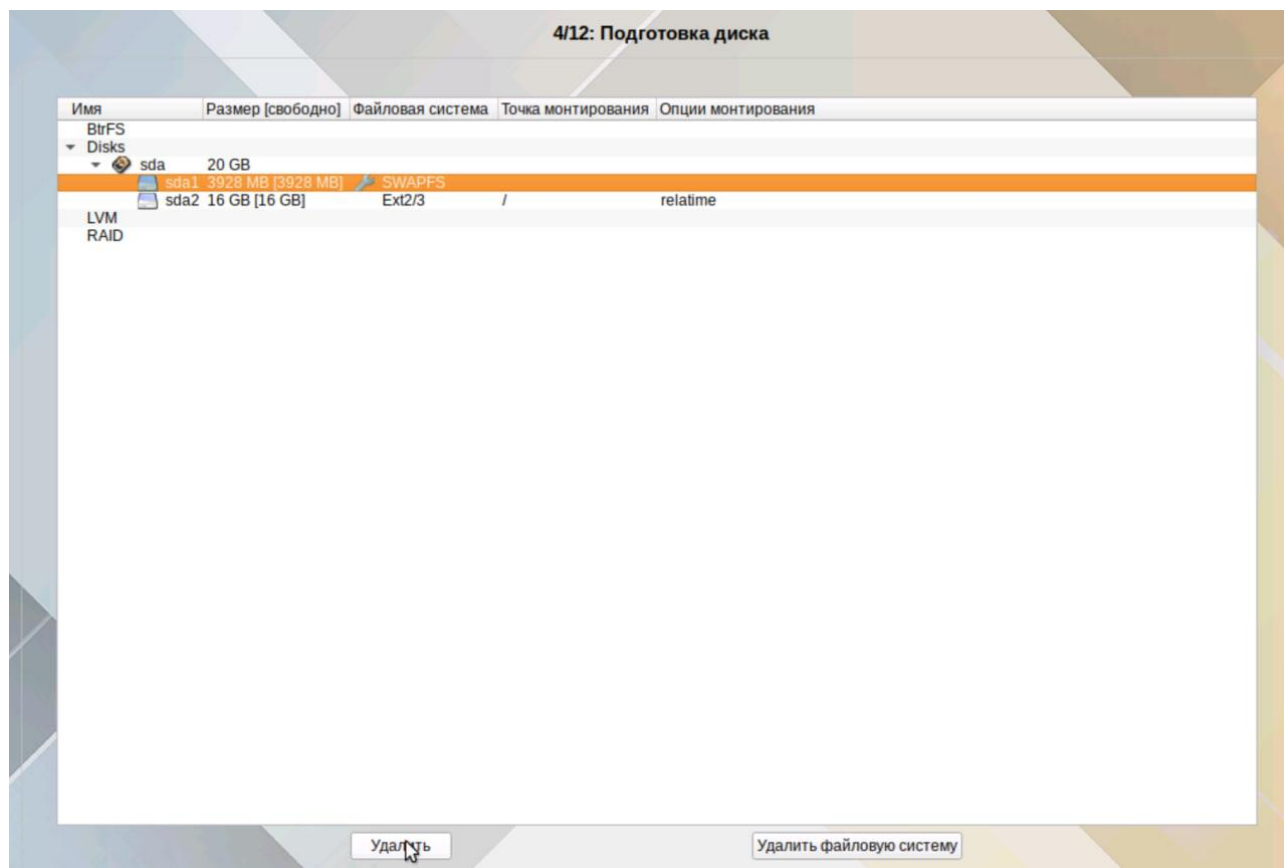 4/12: Подготовка диска
Имя Размер [свободно] Файловая система Точка монтирования Опции монтирования
BtrFS
Disks
sda 20 GB
sda1 3928 MB [3928 MB] SWAPFS
sda2 16 GB [16 GB] Ext2/3 / relatime
LVM
RAID
Удалить Удалить файловую систему